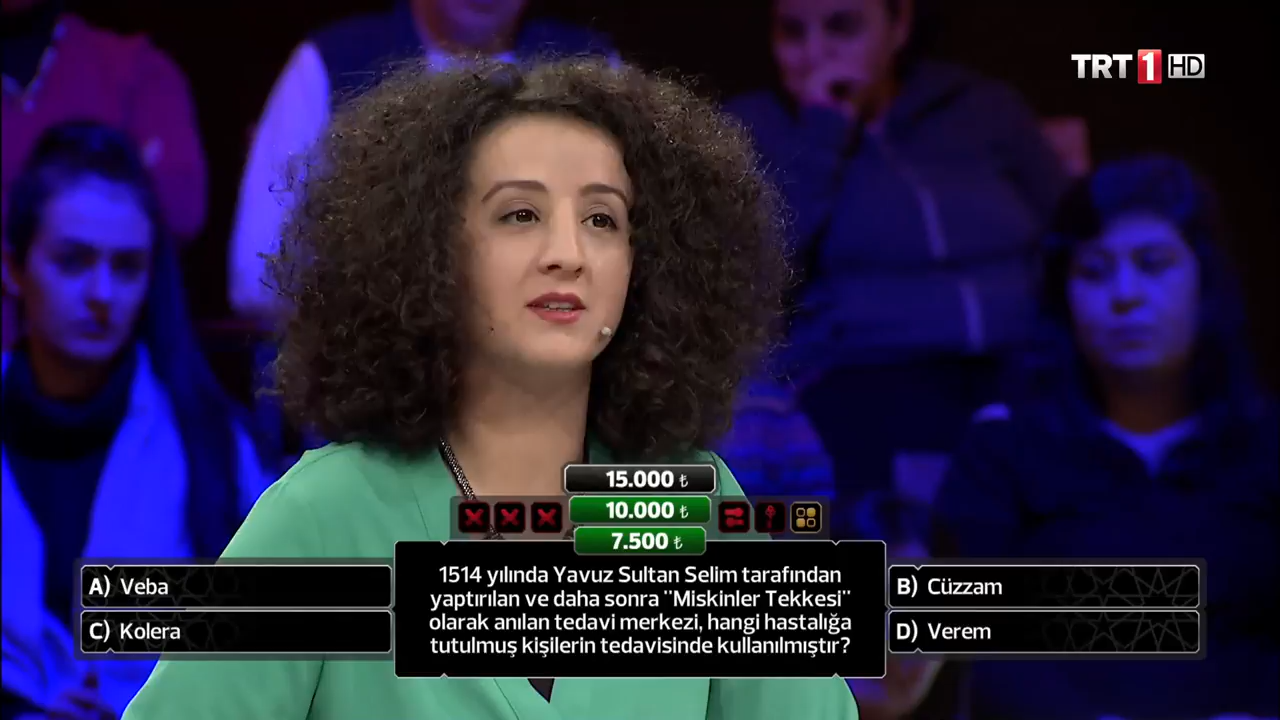 TRT 1 HD
15.000 ₺
10.000 ₺
7.500 ₺
1514 yılında Yavuz Sultan Selim tarafından
yaptırılan ve daha sonra "Miskinler Tekkesi"
olarak anılan tedavi merkezi, hangi hastalığa
tutulmuş kişilerin tedavisinde kullanılmıştır?
A) Veba
B) Cüzzam
C) Kolera
D) Verem